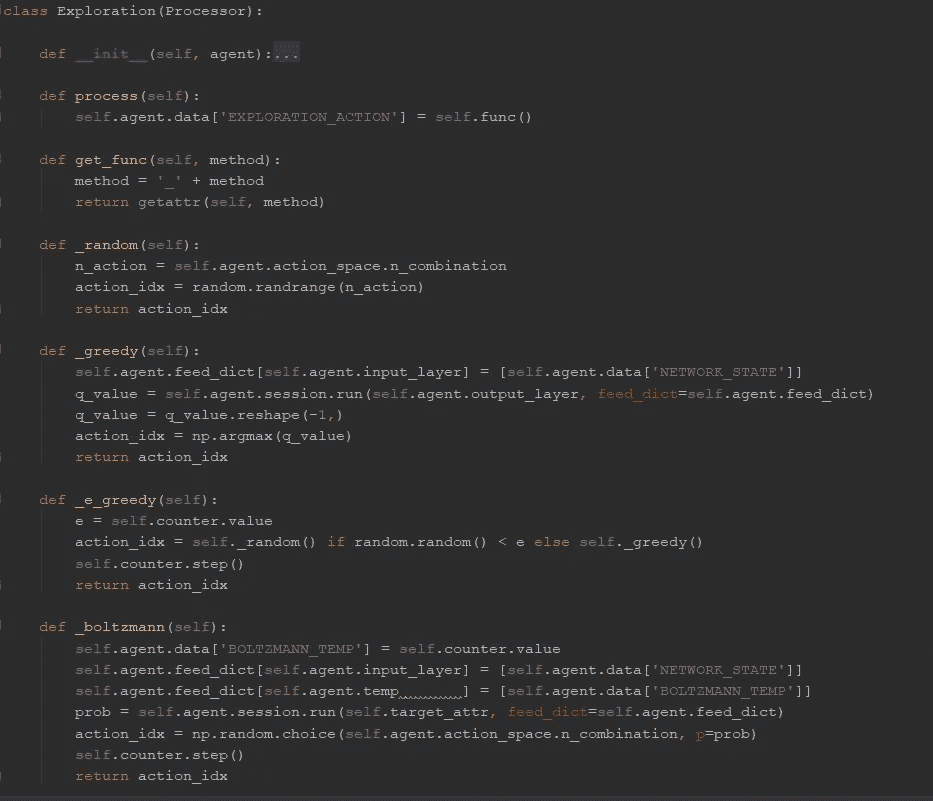 class Exploration(Processor):
    def __init__(self, agent):...
    def process(self):
        self.agent.data['EXPLORATION_ACTION'] = self.func()
    def get_func(self, method):
        method = '_' + method
        return getattr(self, method)
    def _random(self):
        n_action = self.agent.action_space.n_combination
        action_idx = random.randrange(n_action)
        return action_idx
    def _greedy(self):
        self.agent.feed_dict[self.agent.input_layer] = [self.agent.data['NETWORK_STATE']]
        q_value = self.agent.session.run(self.agent.output_layer, feed_dict=self.agent.feed_dict)
        q_value = q_value.reshape(-1,)
        action_idx = np.argmax(q_value)
        return action_idx
    def _e_greedy(self):
        e = self.counter.value
        action_idx = self._random() if random.random() < e else self._greedy()
        self.counter.step()
        return action_idx
    def _boltzmann(self):
        self.agent.data['BOLTZMANN_TEMP'] = self.counter.value
        self.agent.feed_dict[self.agent.input_layer] = [self.agent.data['NETWORK_STATE']]
        self.agent.feed_dict[self.agent.temp] = [self.agent.data['BOLTZMANN_TEMP']]
        prob = self.agent.session.run(self.target_attr, feed_dict=self.agent.feed_dict)
        action_idx = np.random.choice(self.agent.action_space.n_combination, p=prob)
        self.counter.step()
        return action_idx